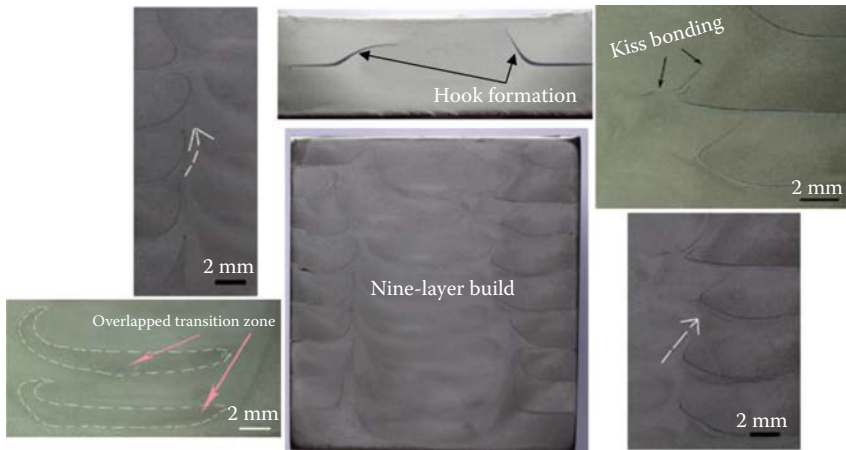 Kiss bonding
Hook formation
2 mm
2 mm
Nine-layer build
Overlapped transition zone
2 mm
2 mm